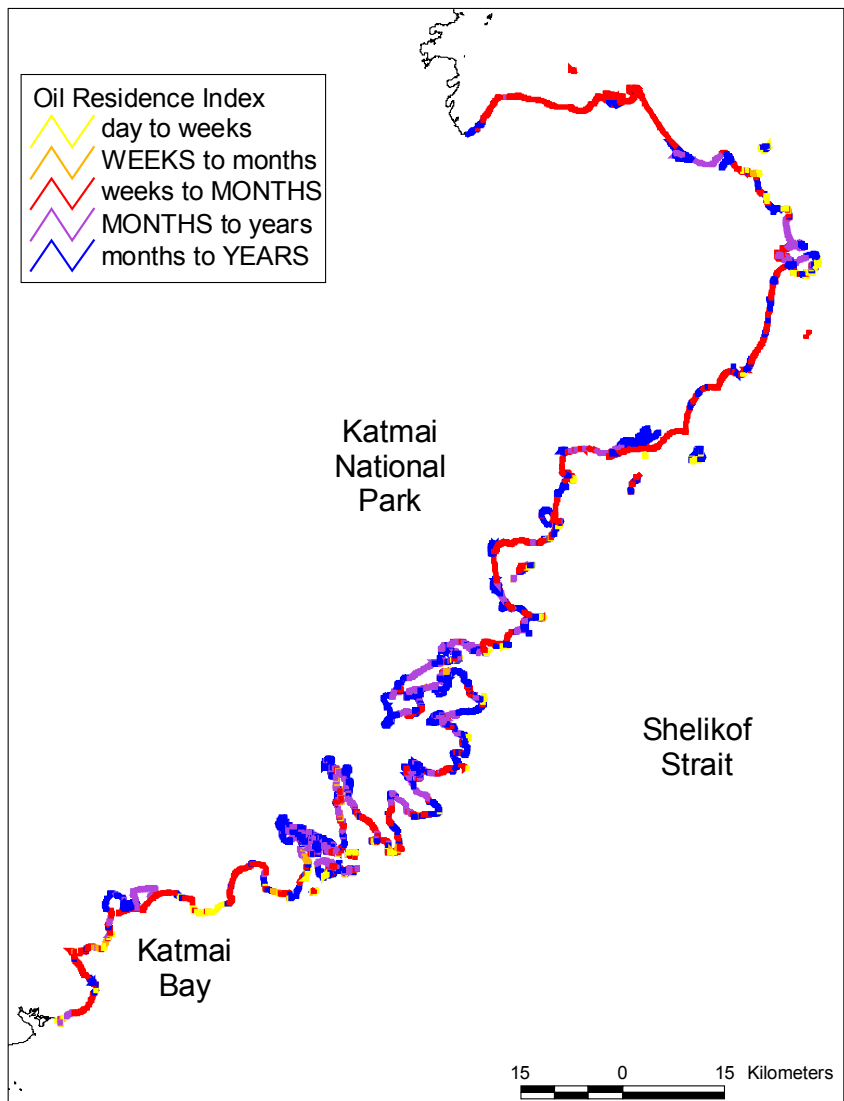 Oil Residence Index
day to weeks
WEEKS to months
weeks to MONTHS
MONTHS to years
months to YEARS
Katmai
National
Park
Shelikof
Strait
Katmai
Bay
15 0 15 Kilometers